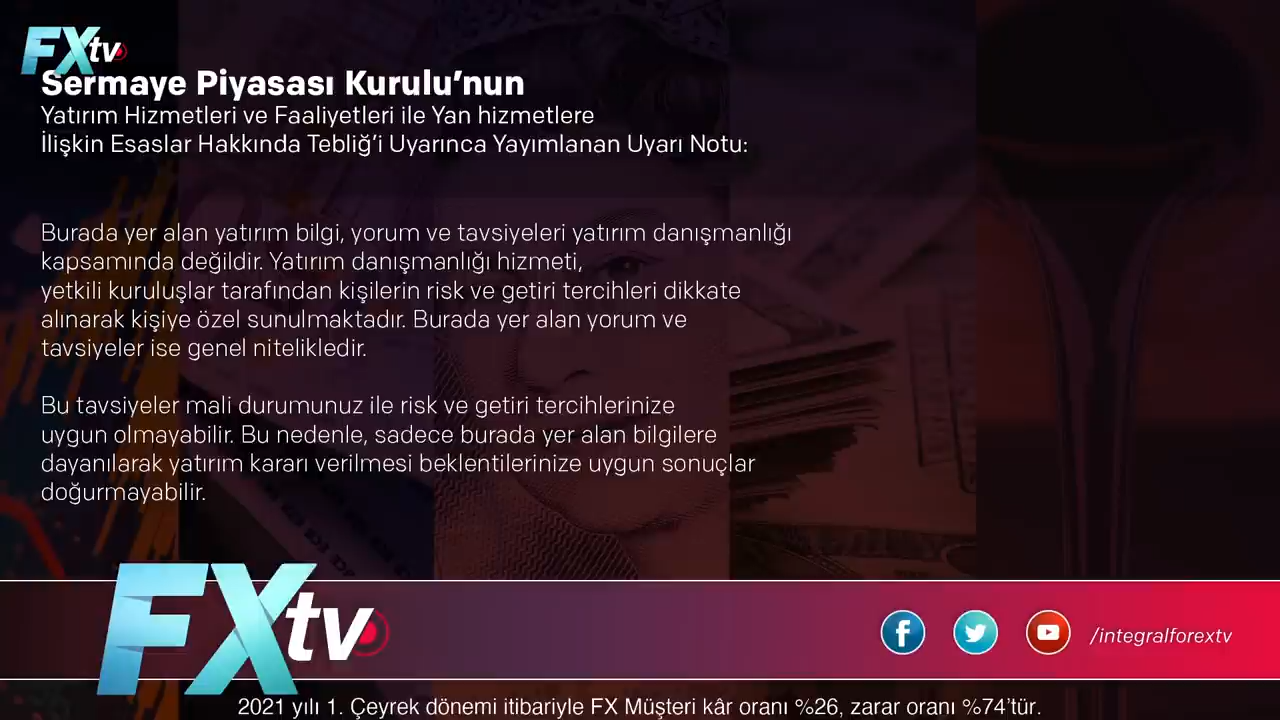 FXtv
Sermaye Piyasası Kurulu’nun
Yatırım Hizmetleri ve Faaliyetleri ile Yan hizmetlere
İlişkin Esaslar Hakkında Tebliğ’i Uyarınca Yayımlanan Uyarı Notu:
Burada yer alan yatırım bilgi, yorum ve tavsiyeleri yatırım danışmanlığı
kapsamında değildir. Yatırım danışmanlığı hizmeti,
yetkili kuruluşlar tarafından kişilerin risk ve getiri tercihleri dikkate
alınarak kişiye özel sunulmaktadır. Burada yer alan yorum ve
tavsiyeler ise genel nitelikledir.
Bu tavsiyeler mali durumunuz ile risk ve getiri tercihlerinize
uygun olmayabilir. Bu nedenle, sadece burada yer alan bilgilere
dayanılarak yatırım kararı verilmesi beklentilerinize uygun sonuçlar
doğurmayabilir.
FXtv
/integralforextv
2021 yılı 1. Çeyrek dönemi itibariyle FX Müşteri kâr oranı %26, zarar oranı %74’tür.